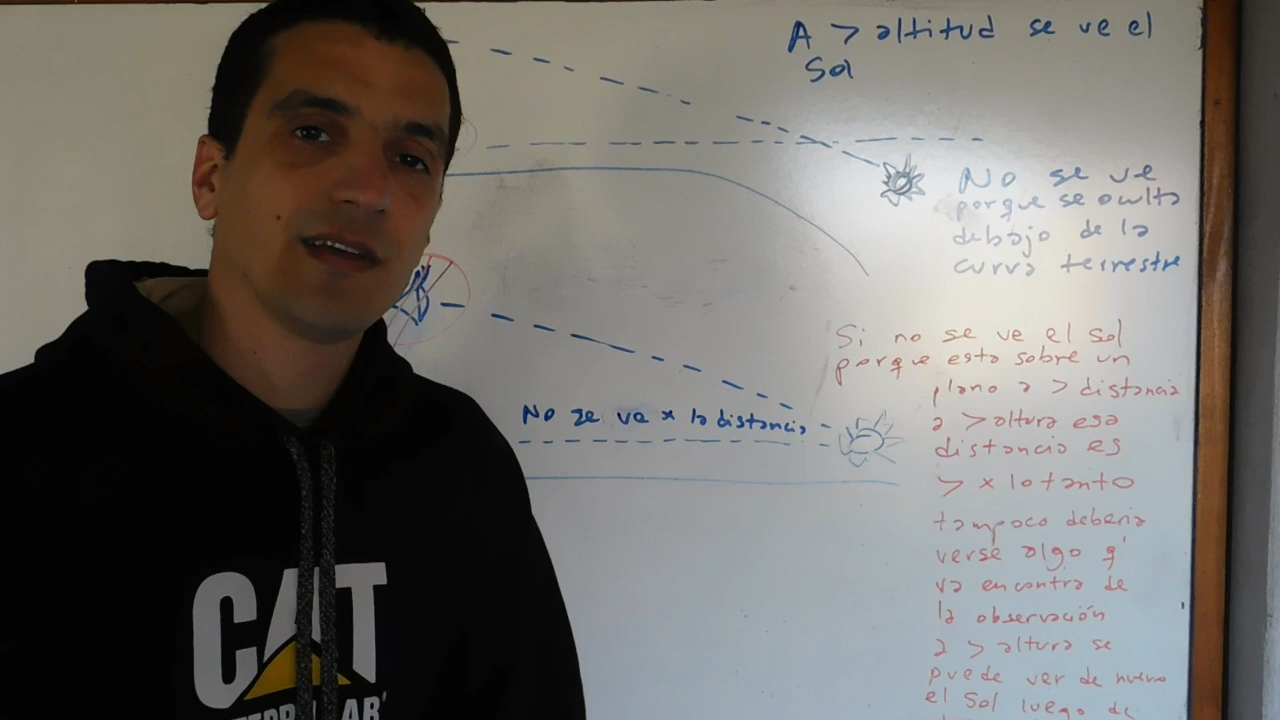 A > altitud se ve el
Sol
No se ve
porque se oculta
debajo de la
curva terrestre
No se ve x la distancia
Si no se ve el sol
porque esta sobre un
plano a > distancia
a > altura esa
distancia es
> x lo tanto
tampoco deberia
verse algo q'
va encontra de
la observación
a > altura se
puede ver de nuevo
el Sol luego de
CAT